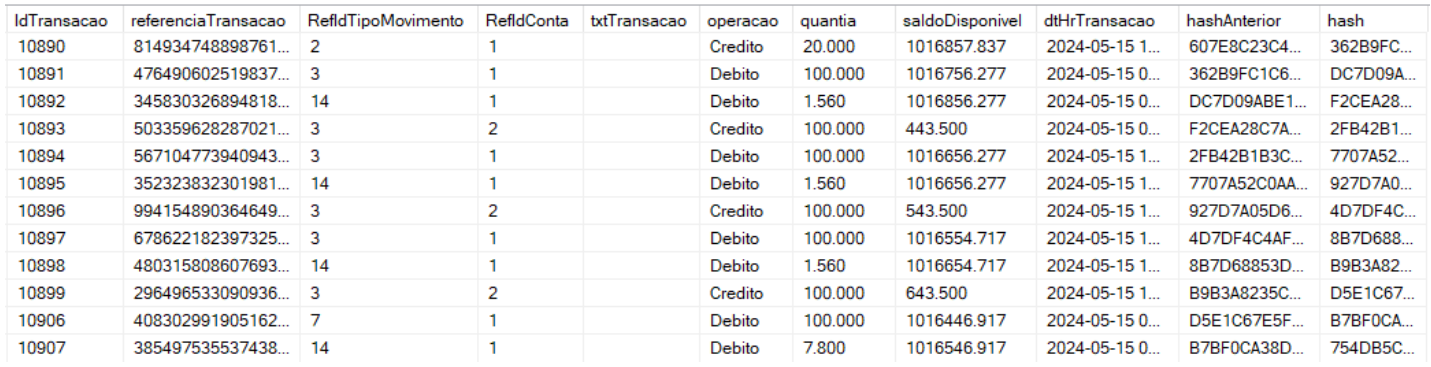 IdTransacao referenciaTransacao RefIdTipoMovimento RefIdConta txtTransacao operacao quantia saldoDisponivel dtHrTransacao hashAnterior hash
10890 814934748898761... 2 1 Credito 20.000 1016857.837 2024-05-15 1... 607E8C23C4... 362B9FC...
10891 476490602519837... 3 1 Debito 100.000 1016756.277 2024-05-15 0... 362B9FC1C6... DC7D09A...
10892 345830326894818... 14 1 Debito 1.560 1016856.277 2024-05-15 0... DC7D09ABE1... F2CEA28...
10893 503359628287021... 3 2 Credito 100.000 443.500 2024-05-15 0... F2CEA28C7A... 2FB42B1...
10894 567104773940943... 3 1 Debito 100.000 1016656.277 2024-05-15 1... 2FB42B1B3C... 7707A52...
10895 352323832301981... 14 1 Debito 1.560 1016656.277 2024-05-15 1... 7707A52C0AA... 927D7A0...
10896 994154890364649... 3 2 Credito 100.000 543.500 2024-05-15 1... 927D7A05D6... 4D7DF4C...
10897 678622182397325... 3 1 Debito 100.000 1016554.717 2024-05-15 1... 4D7DF4C4AF... 8B7D688...
10898 480315808607693... 14 1 Debito 1.560 1016654.717 2024-05-15 1... 8B7D68853D... B9B3A82...
10899 296496533090936... 3 2 Credito 100.000 643.500 2024-05-15 1... B9B3A8235C... D5E1C67...
10906 408302991905162... 7 1 Debito 100.000 1016446.917 2024-05-15 0... D5E1C67E5F... B7BF0CA...
10907 385497535537438... 14 1 Debito 7.800 1016546.917 2024-05-15 0... B7BF0CA38D... 754DB5C...